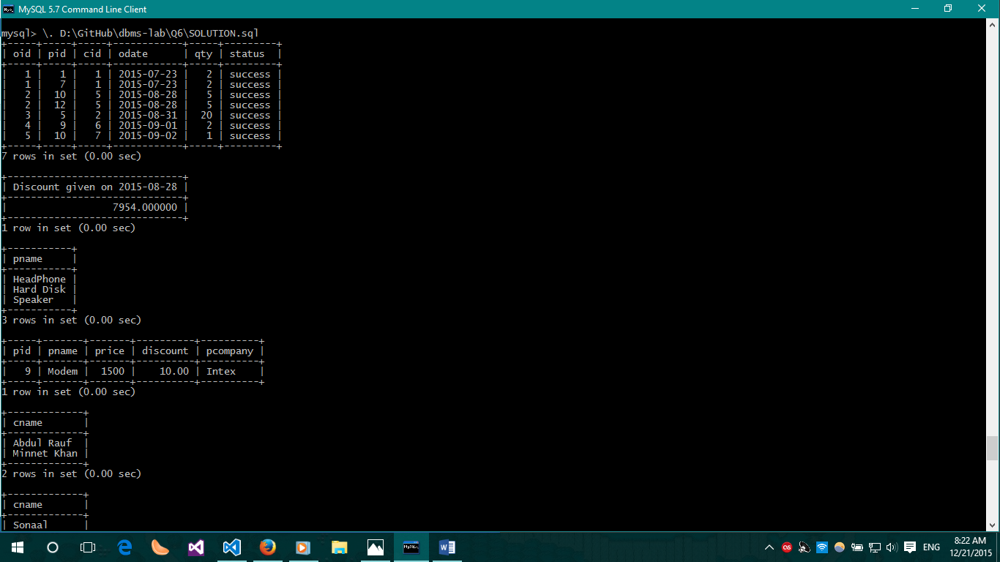 MySQL 5.7 Command Line Client
mysql> \. D:\GitHub\dbms-lab\Q6\SOLUTION.sql
+-----+-----+-----+------------+-----+---------+
| oid | pid | cid | odate      | qty | status  |
+-----+-----+-----+------------+-----+---------+
|   1 |   1 |   1 | 2015-07-23 |   2 | success |
|   1 |   7 |   1 | 2015-07-23 |   2 | success |
|   2 |  10 |   5 | 2015-08-28 |   5 | success |
|   2 |  12 |   5 | 2015-08-28 |   5 | success |
|   3 |   5 |   2 | 2015-08-31 |  20 | success |
|   4 |   9 |   6 | 2015-09-01 |   2 | success |
|   5 |  10 |   7 | 2015-09-02 |   1 | success |
+-----+-----+-----+------------+-----+---------+
7 rows in set (0.00 sec)
+------------------------------+
| Discount given on 2015-08-28 |
+------------------------------+
|                  7954.000000 |
+------------------------------+
1 row in set (0.00 sec)
+-----------+
| pname     |
+-----------+
| HeadPhone |
| Hard Disk |
| Speaker   |
+-----------+
3 rows in set (0.00 sec)
+-----+-------+-------+----------+----------+
| pid | pname | price | discount | pcompany |
+-----+-------+-------+----------+----------+
|   9 | Modem |  1500 |    10.00 | Intex    |
+-----+-------+-------+----------+----------+
1 row in set (0.00 sec)
+-------------+
| cname       |
+-------------+
| Abdul Rauf  |
| Minnet Khan |
+-------------+
2 rows in set (0.00 sec)
+-------------+
| cname       |
+-------------+
| Sonaal      |
ENG
8:22 AM
12/21/2015